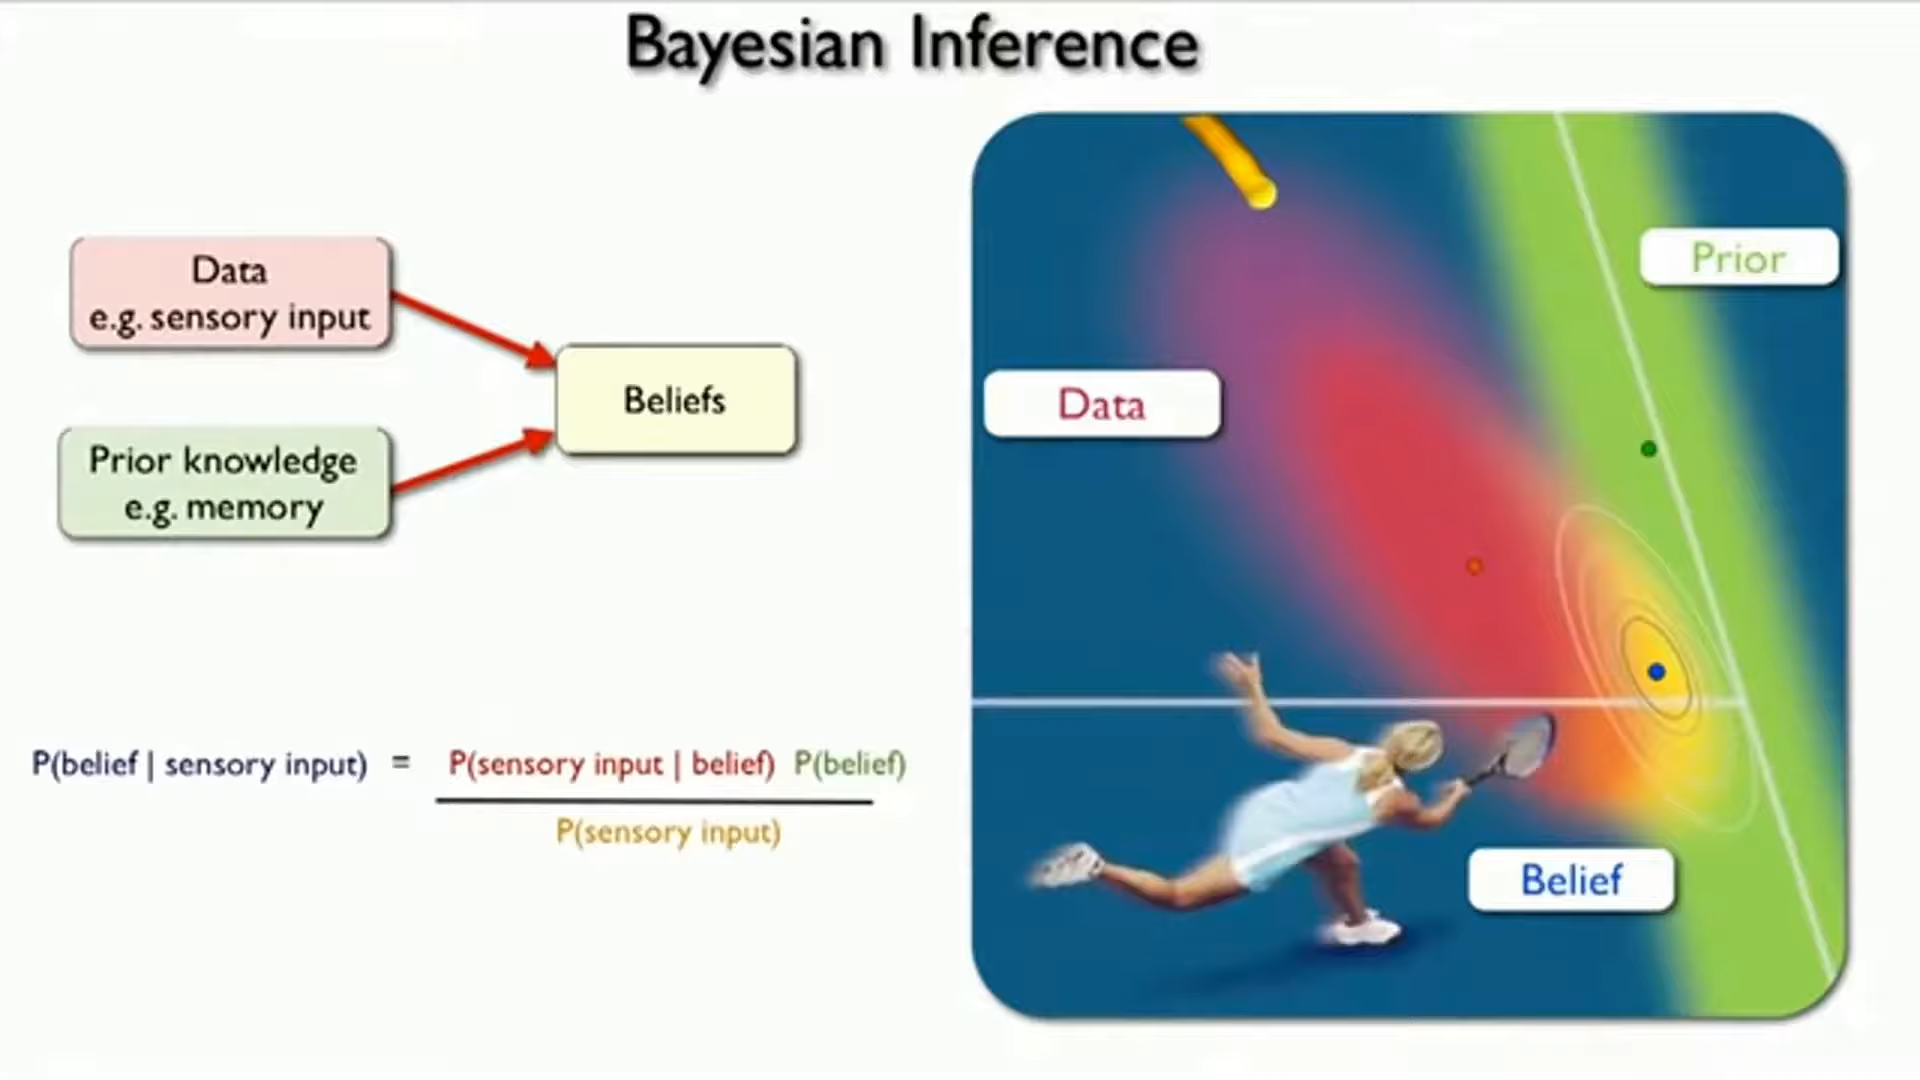 Bayesian Inference
Data
e.g. sensory input
Prior knowledge
e.g. memory
Beliefs
P(belief | sensory input) = P(sensory input | belief) P(belief)
P(sensory input)
Prior
Data
Belief